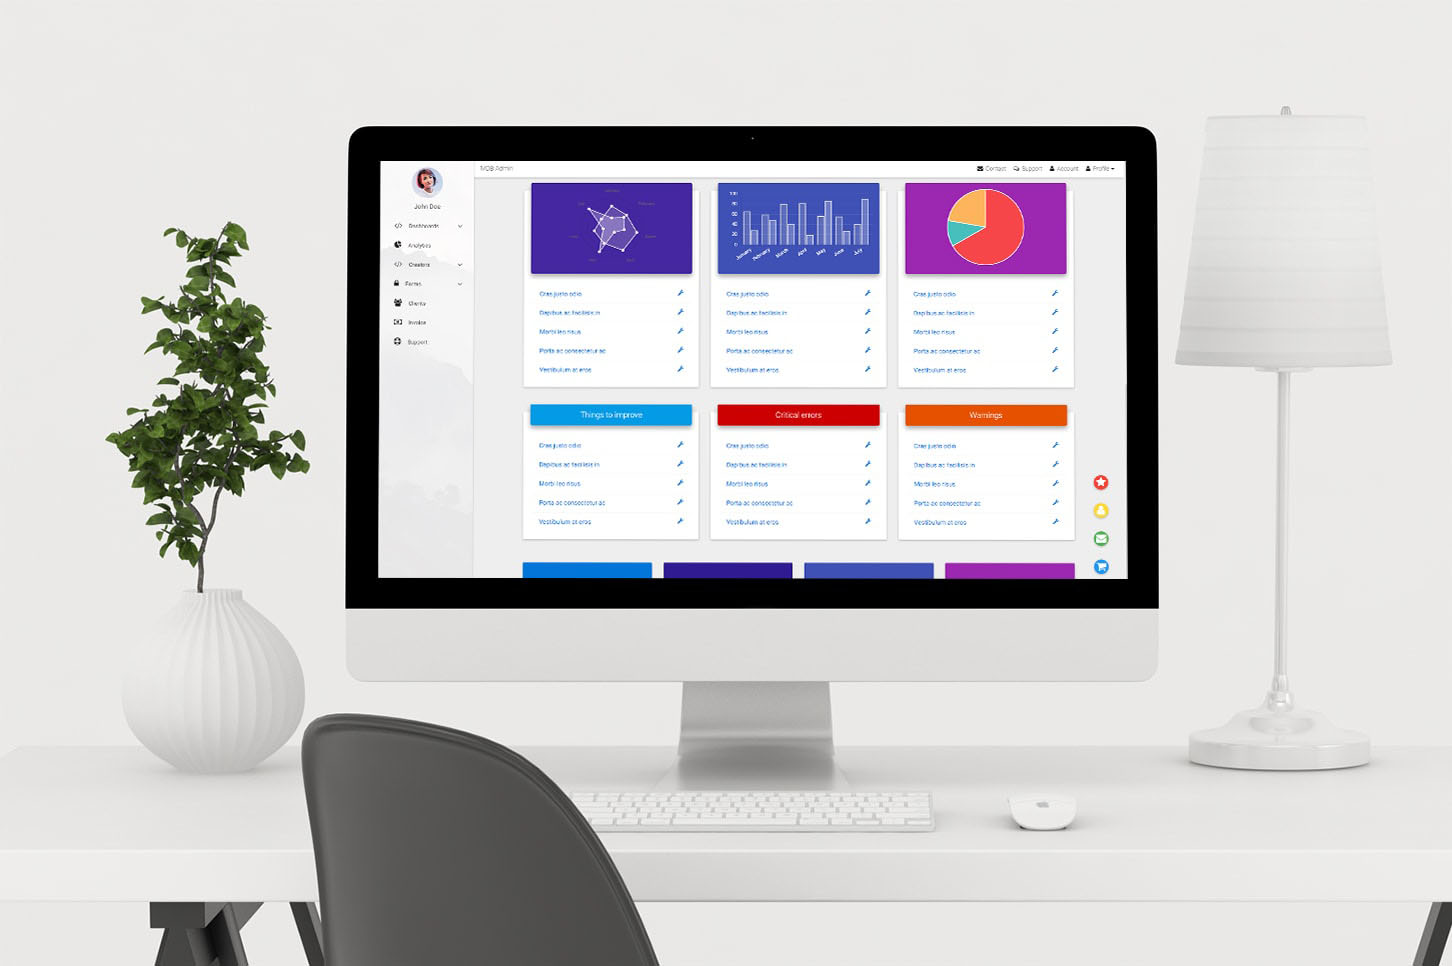 MDB Admin
Contact
Support
Account
Profile
John Doe
Dashboards
Analytics
Creators
Forms
Clients
Invoice
Support
100
80
60
40
20
0
January
February
March
April
May
June
July
Cras justo odio
Dapibus ac facilisis in
Morbi leo risus
Porta ac consectetur ac
Vestibulum at eros
Cras justo odio
Dapibus ac facilisis in
Morbi leo risus
Porta ac consectetur ac
Vestibulum at eros
Cras justo odio
Dapibus ac facilisis in
Morbi leo risus
Porta ac consectetur ac
Vestibulum at eros
Things to improve
Cras justo odio
Dapibus ac facilisis in
Morbi leo risus
Porta ac consectetur ac
Vestibulum at eros
Critical errors
Cras justo odio
Dapibus ac facilisis in
Morbi leo risus
Porta ac consectetur ac
Vestibulum at eros
Warnings
Cras justo odio
Dapibus ac facilisis in
Morbi leo risus
Porta ac consectetur ac
Vestibulum at eros